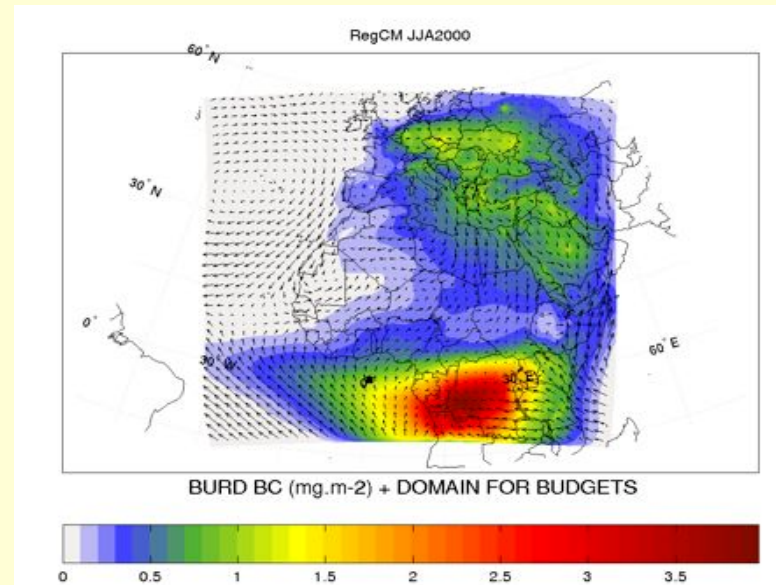 RegCM JJA2000
60°N
30°N
0°
30°W
0°
30°E
60°E
BURD BC (mg.m-2) + DOMAIN FOR BUDGETS
0 0.5 1 1.5 2 2.5 3 3.5